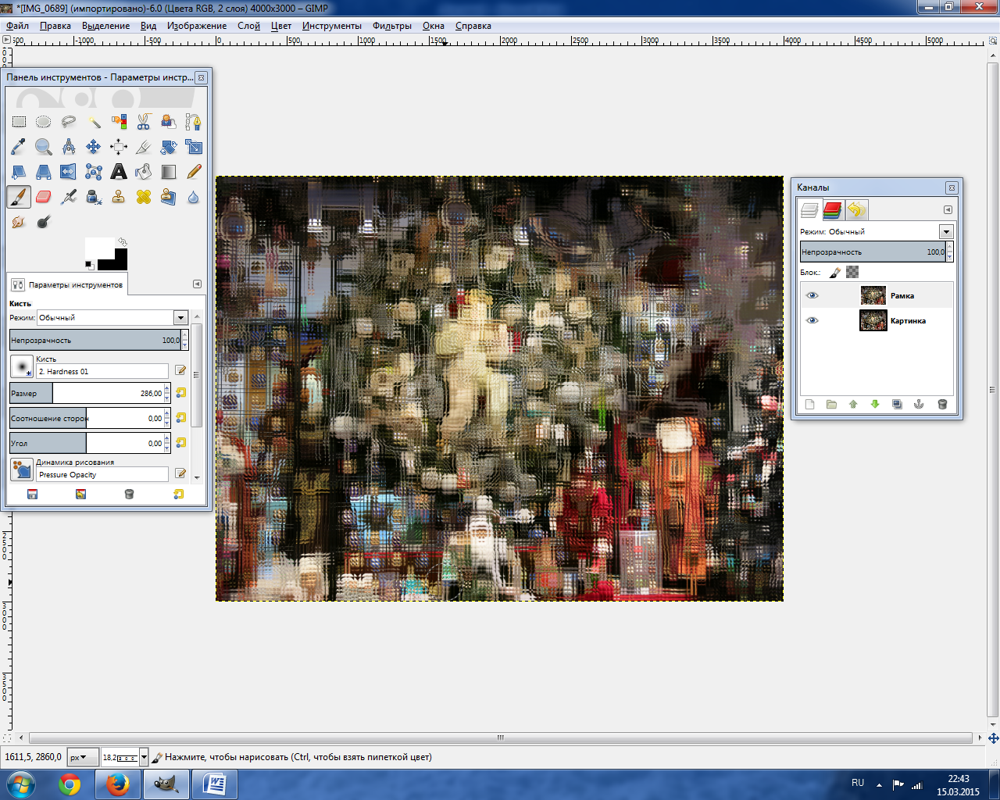 *[IMG_0689] (импортировано)-6.0 (Цвета RGB, 2 слоя) 4000x3000 – GIMP
Файл Правка Выделение Вид Изображение Слой Цвет Инструменты Фильтры Окна Справка
-1000 -500 0 500 1000 1500 2000 2500 3000 3500 4000 4500 5000
Панель инструментов - Параметры инстр...
Параметры инструментов
Кисть
Режим: Обычный
Непрозрачность 100,0
Кисть
2. Hardness 01
Размер 286,00
Соотношение сторон 0,00
Угол 0,00
Динамика рисования
Pressure Opacity
Каналы
Режим: Обычный
Непрозрачность 100,0
Блок.:
Рамка
Картинка
2500
3000
3500
1611,5, 2860,0 px 18,2 Нажмите, чтобы нарисовать (Ctrl, чтобы взять пипеткой цвет)
RU 22:43
15.03.2015